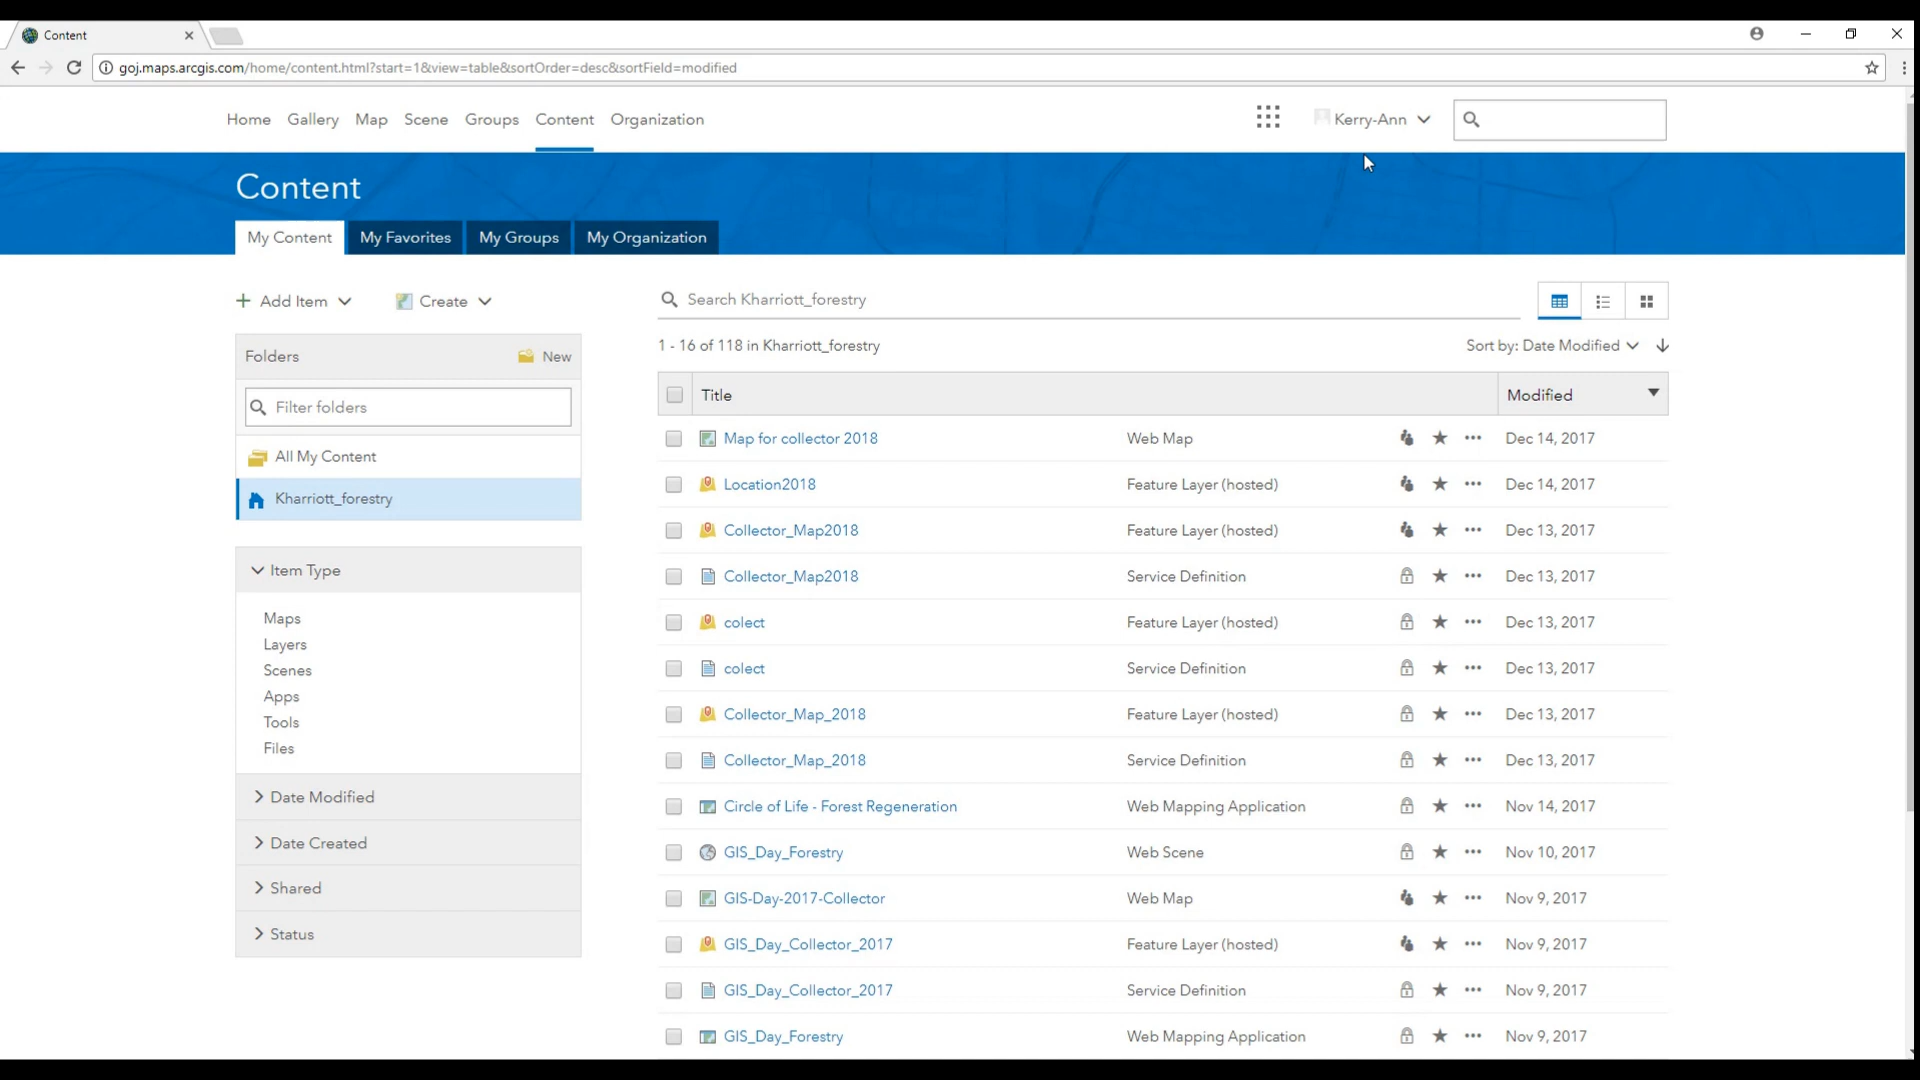 Content
goj.maps.arcgis.com/home/content.html?start=1&view=table&sortOrder=desc&sortField=modified
Home Gallery Map Scene Groups Content Organization Kerry-Ann
Content
My Content My Favorites My Groups My Organization
Add Item Create Search Kharriott_forestry
Folders New
Filter folders
All My Content
Kharriott_forestry
Item Type
Maps
Layers
Scenes
Apps
Tools
Files
Date Modified
Date Created
Shared
Status
1 - 16 of 118 in Kharriott_forestry Sort by: Date Modified
Title Modified
Map for collector 2018 Web Map Dec 14, 2017
Location2018 Feature Layer (hosted) Dec 14, 2017
Collector_Map2018 Feature Layer (hosted) Dec 13, 2017
Collector_Map2018 Service Definition Dec 13, 2017
colect Feature Layer (hosted) Dec 13, 2017
colect Service Definition Dec 13, 2017
Collector_Map_2018 Feature Layer (hosted) Dec 13, 2017
Collector_Map_2018 Service Definition Dec 13, 2017
Circle of Life - Forest Regeneration Web Mapping Application Nov 14, 2017
GIS_Day_Forestry Web Scene Nov 10, 2017
GIS-Day-2017-Collector Web Map Nov 9, 2017
GIS_Day_Collector_2017 Feature Layer (hosted) Nov 9, 2017
GIS_Day_Collector_2017 Service Definition Nov 9, 2017
GIS_Day_Forestry Web Mapping Application Nov 9, 2017